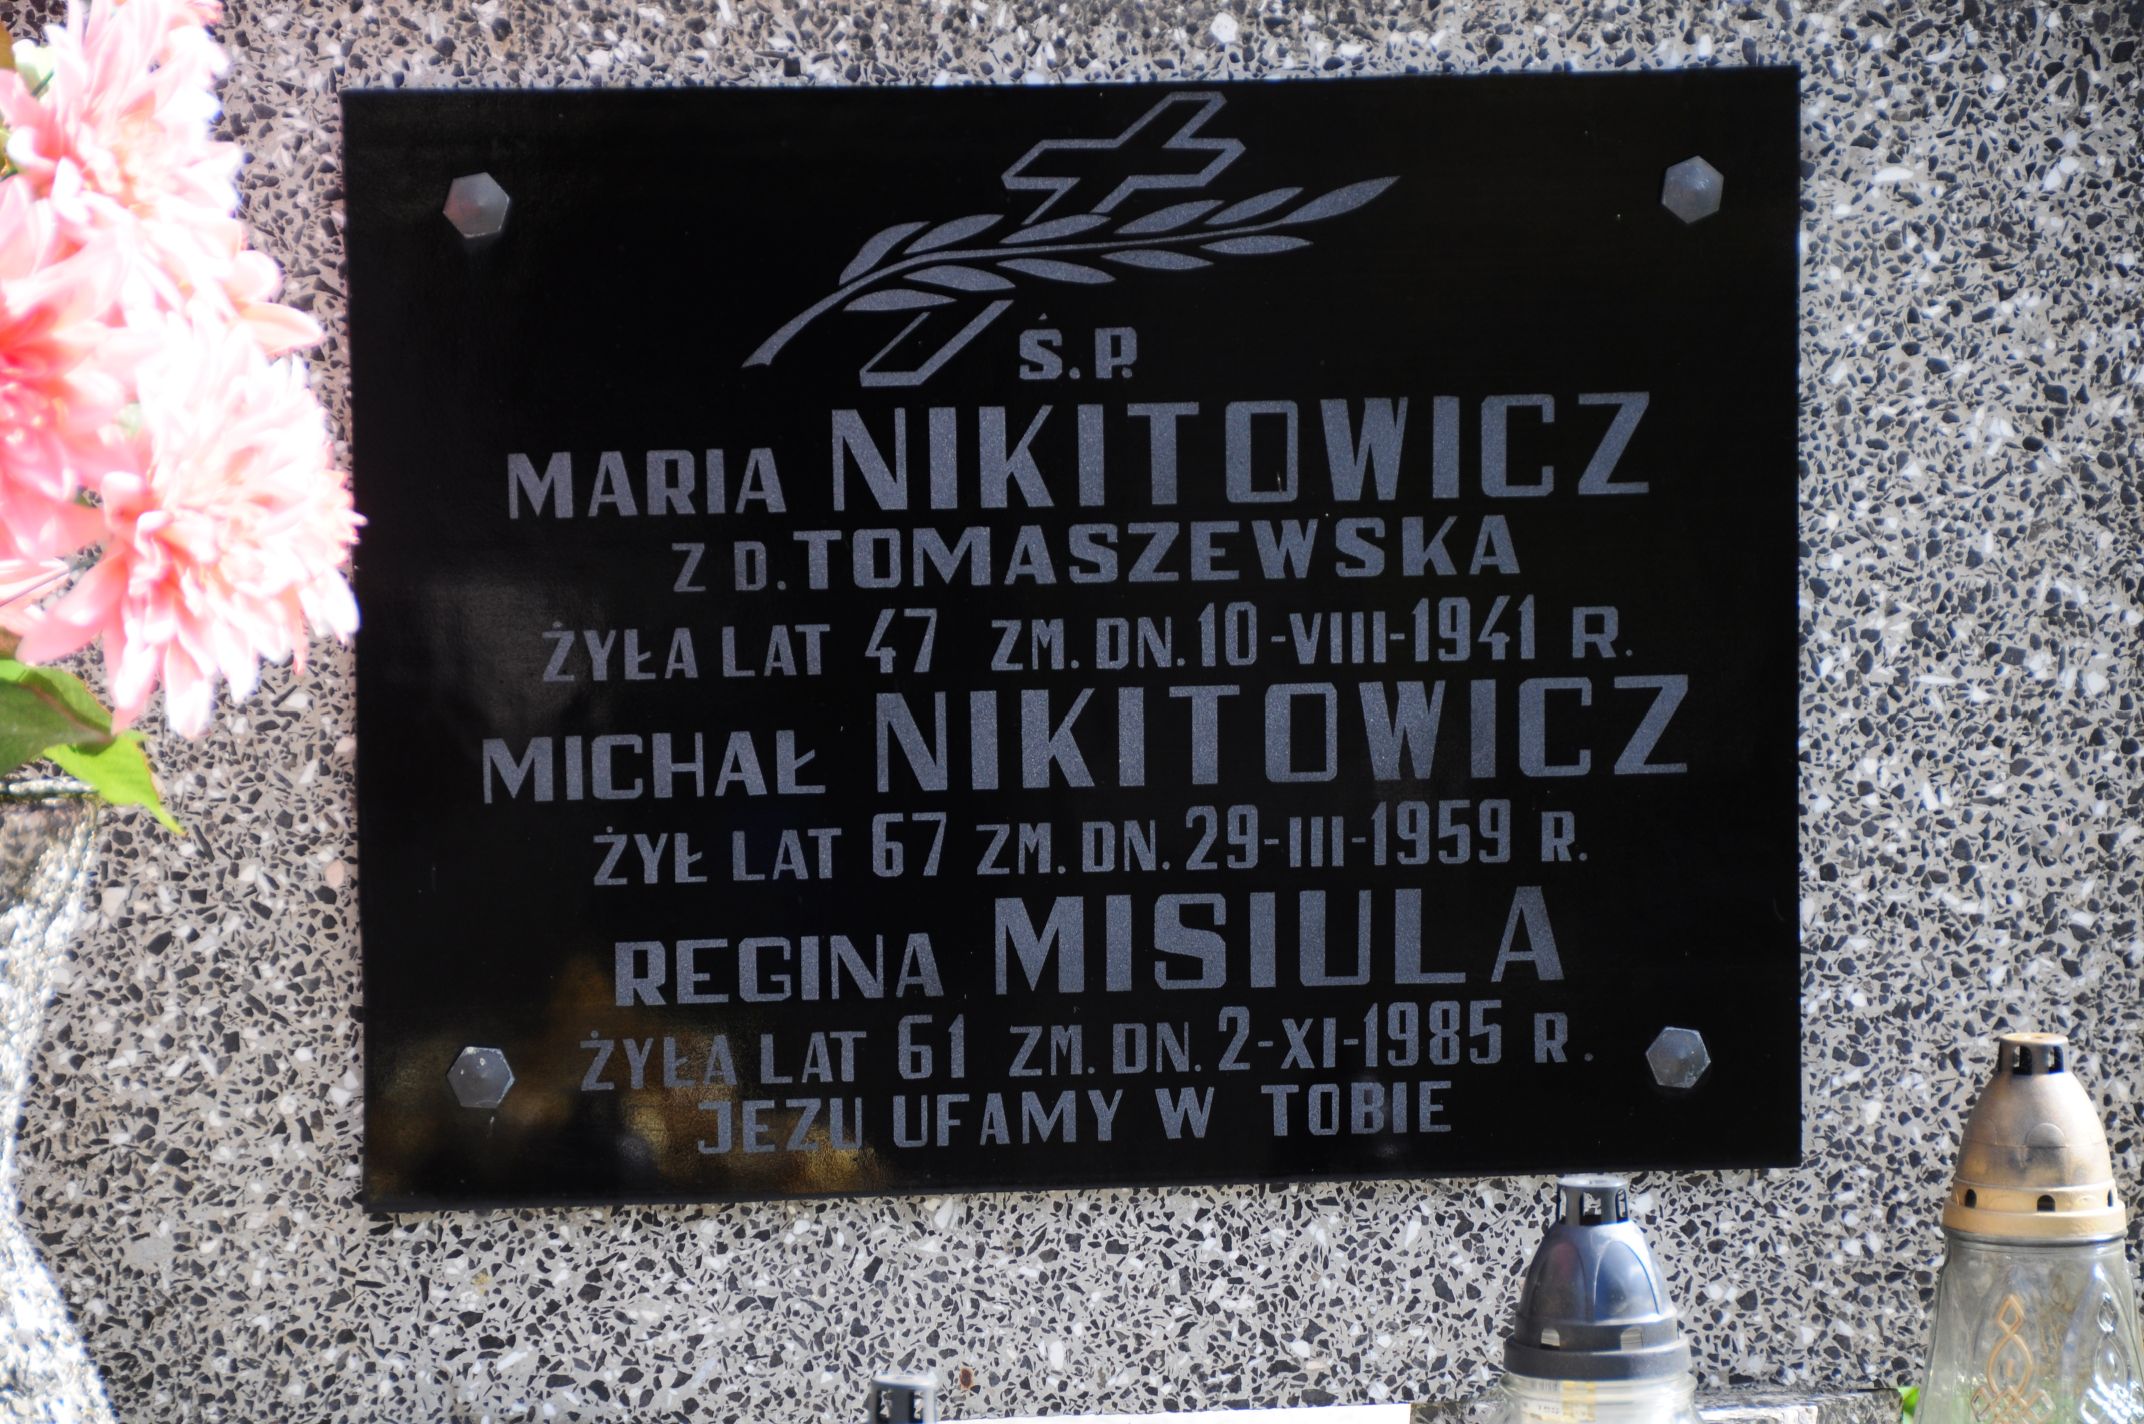 Ś.P.
MARIA NIKITOWICZ
Z D. TOMASZEWSKA
ŻYŁA LAT 47 ZM. DN. 10-VIII-1941 R.
MICHAŁ NIKITOWICZ
ŻYŁ LAT 67 ZM. DN. 29-III-1959 R.
REGINA MISIULA
ŻYŁA LAT 61 ZM. DN. 2-XI-1985 R.
JEZU UFAMY W TOBIE